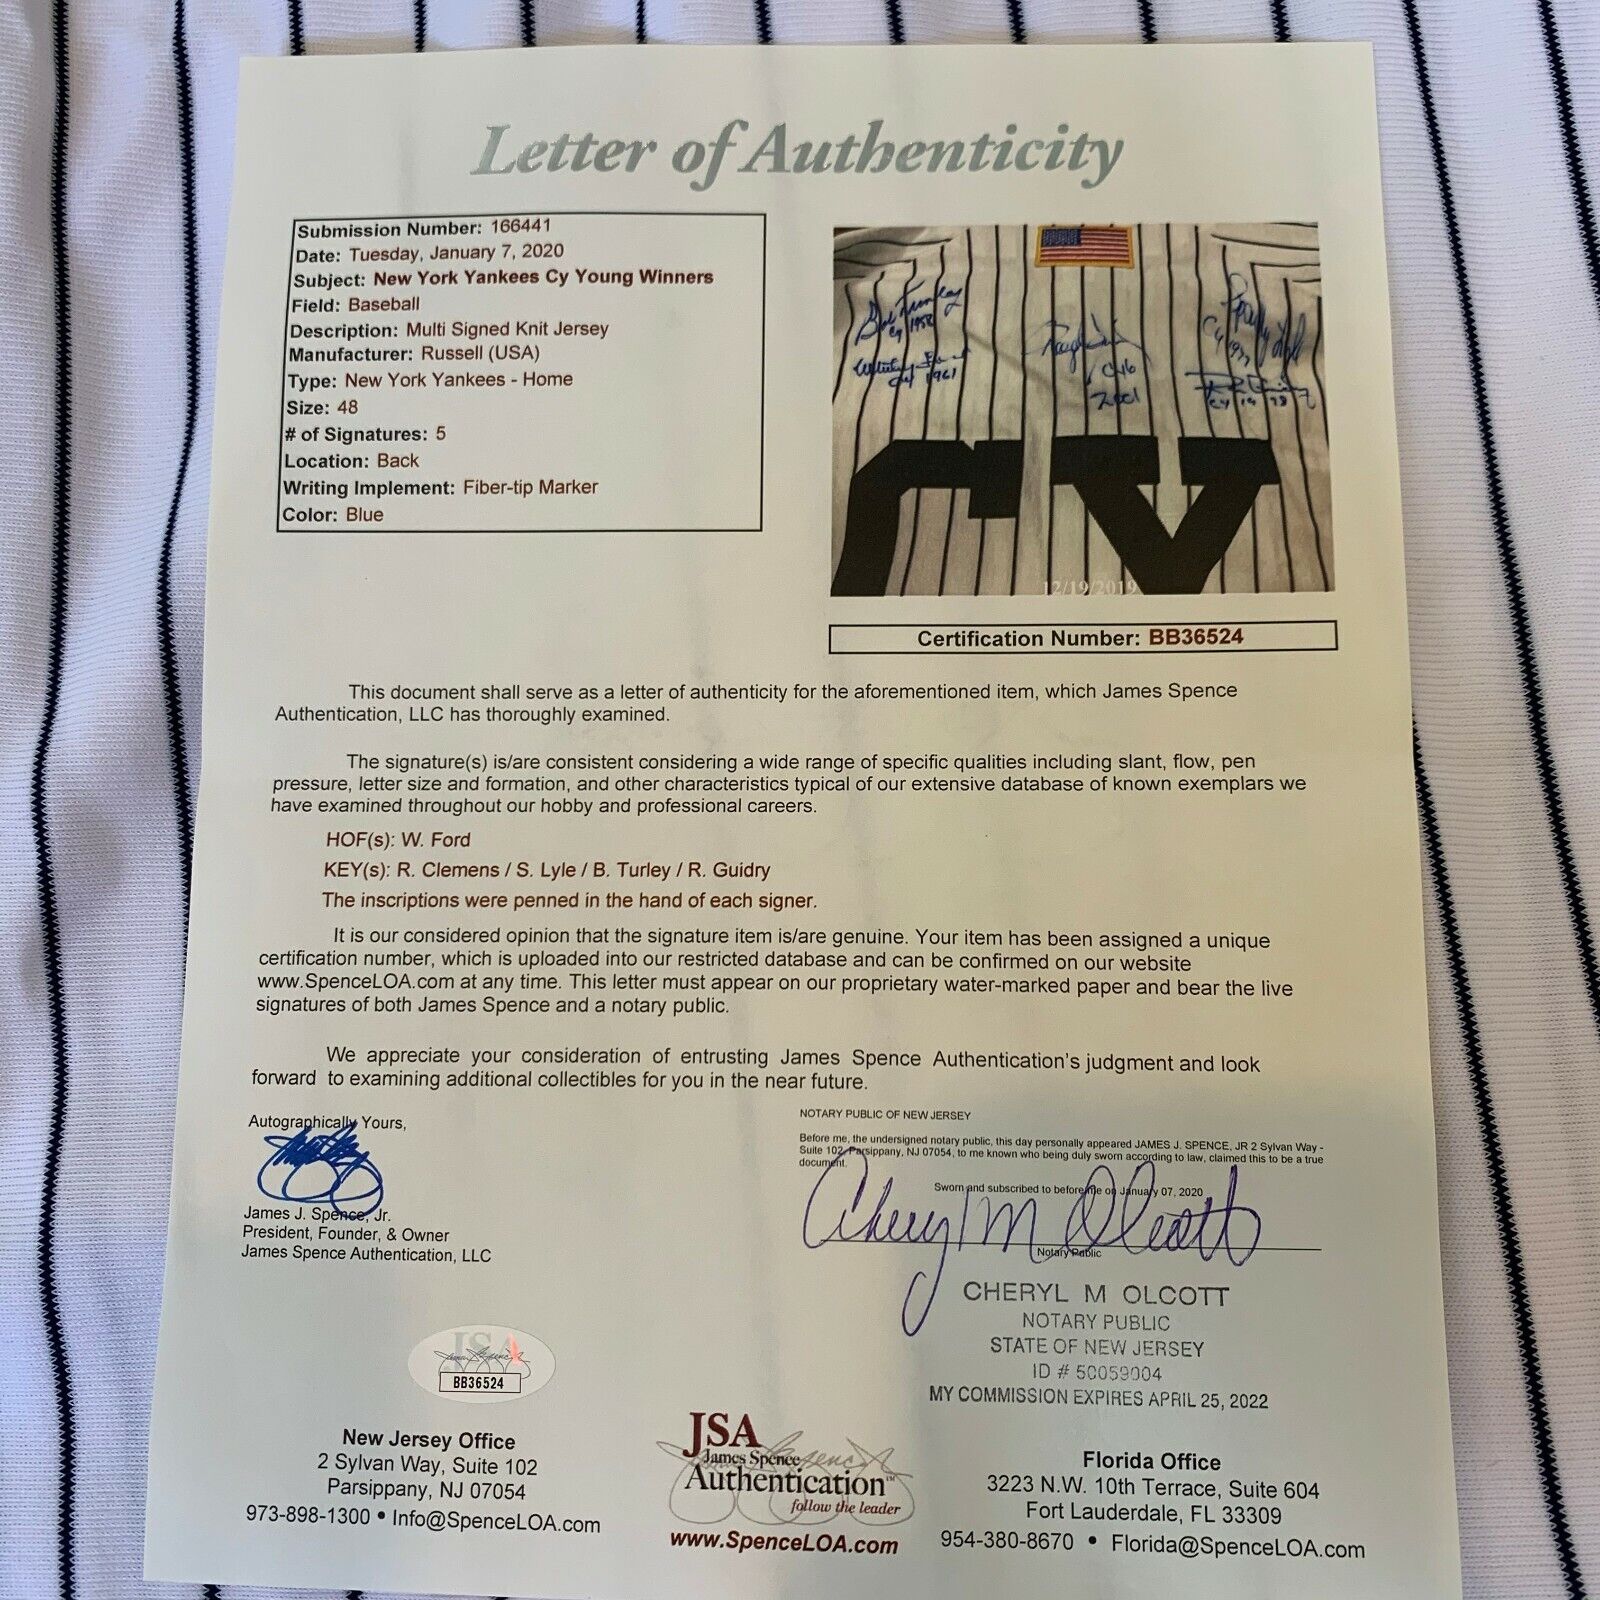 Letter of Authenticity
Submission Number: 166441
Date: Tuesday, January 7, 2020
Subject: New York Yankees Cy Young Winners
Field: Baseball
Description: Multi Signed Knit Jersey
Manufacturer: Russell (USA)
Type: New York Yankees - Home
Size: 48
# of Signatures: 5
Location: Back
Writing Implement: Fiber-tip Marker
Color: Blue
Cy 1958
Cy 1961
Cy 1977
Cy 19 78
CY
12/19/2019
Certification Number: BB36524
This document shall serve as a letter of authenticity for the aforementioned item, which James Spence
Authentication, LLC has thoroughly examined.
The signature(s) is/are consistent considering a wide range of specific qualities including slant, flow, pen
pressure, letter size and formation, and other characteristics typical of our extensive database of known exemplars we
have examined throughout our hobby and professional careers.
HOF(s): W. Ford
KEY(s): R. Clemens / S. Lyle / B. Turley / R. Guidry
The inscriptions were penned in the hand of each signer.
It is our considered opinion that the signature item is/are genuine. Your item has been assigned a unique
certification number, which is uploaded into our restricted database and can be confirmed on our website
www.SpenceLOA.com at any time. This letter must appear on our proprietary water-marked paper and bear the live
signatures of both James Spence and a notary public.
We appreciate your consideration of entrusting James Spence Authentication's judgment and look
forward to examining additional collectibles for you in the near future.
Autographically Yours,
James J. Spence, Jr.
President, Founder, & Owner
James Spence Authentication, LLC
NOTARY PUBLIC OF NEW JERSEY
Before me, the undersigned notary public, this day personally appeared JAMES J. SPENCE, JR 2 Sylvan Way -
Suite 102, Parsippany, NJ 07054, to me known who being duly sworn according to law, claimed this to be a true
document.
Sworn and subscribed to before me on January 07, 2020
Cheryl M Olcott
Notary Public
CHERYL M OLCOTT
NOTARY PUBLIC
STATE OF NEW JERSEY
ID # 50059004
MY COMMISSION EXPIRES APRIL 25, 2022
JSA
BB36524
New Jersey Office
2 Sylvan Way, Suite 102
Parsippany, NJ 07054
973-898-1300 • Info@SpenceLOA.com
JSA
James Spence
Authentication™
follow the leader
www.SpenceLOA.com
Florida Office
3223 N.W. 10th Terrace, Suite 604
Fort Lauderdale, FL 33309
954-380-8670 • Florida@SpenceLOA.com